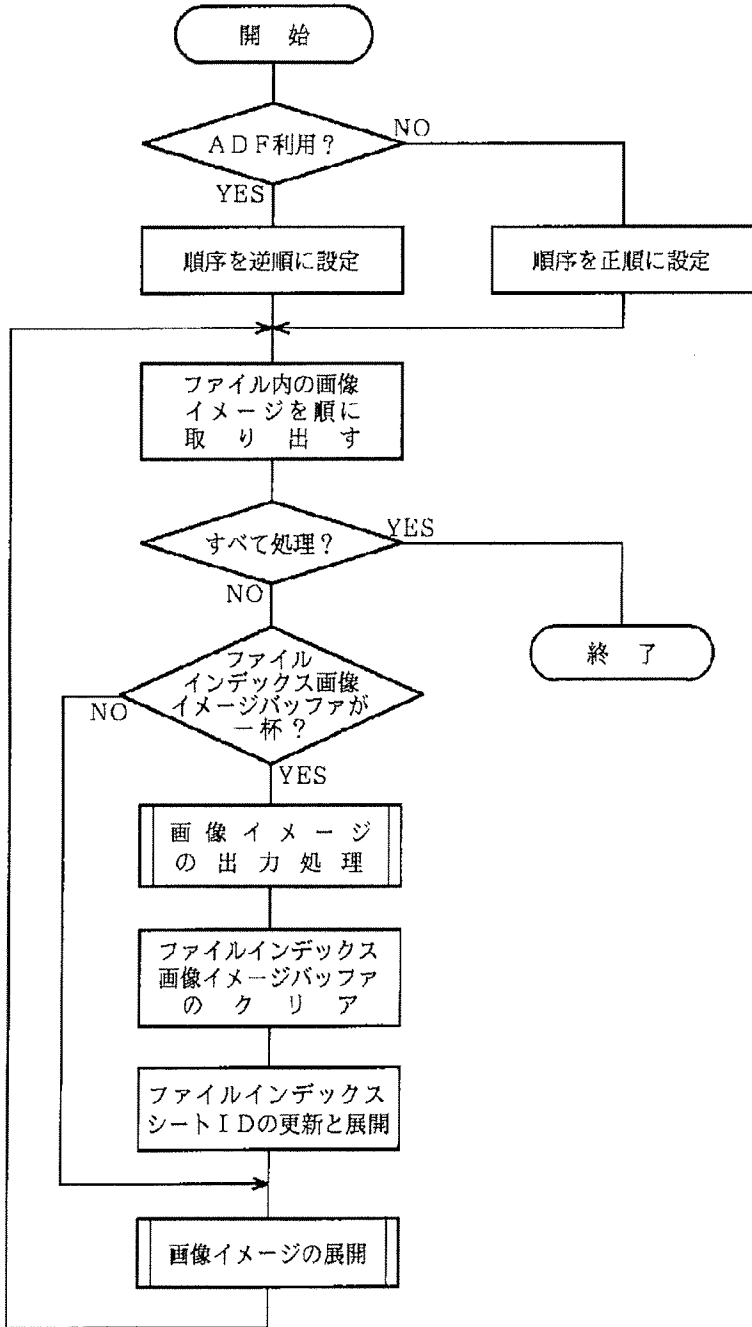 開 始
ADF利用？
NO
YES
順序を逆順に設定
順序を正順に設定
ファイル内の画像
イメージを順に
取り出す
すべて処理？
YES
NO
終 了
ファイル
インデックス画像
イメージバッファが
一杯？
NO
YES
画像イメージ
の出力処理
ファイルインデックス
画像イメージバッファ
のクリア
ファイルインデックス
シートIDの更新と展開
画像イメージの展開